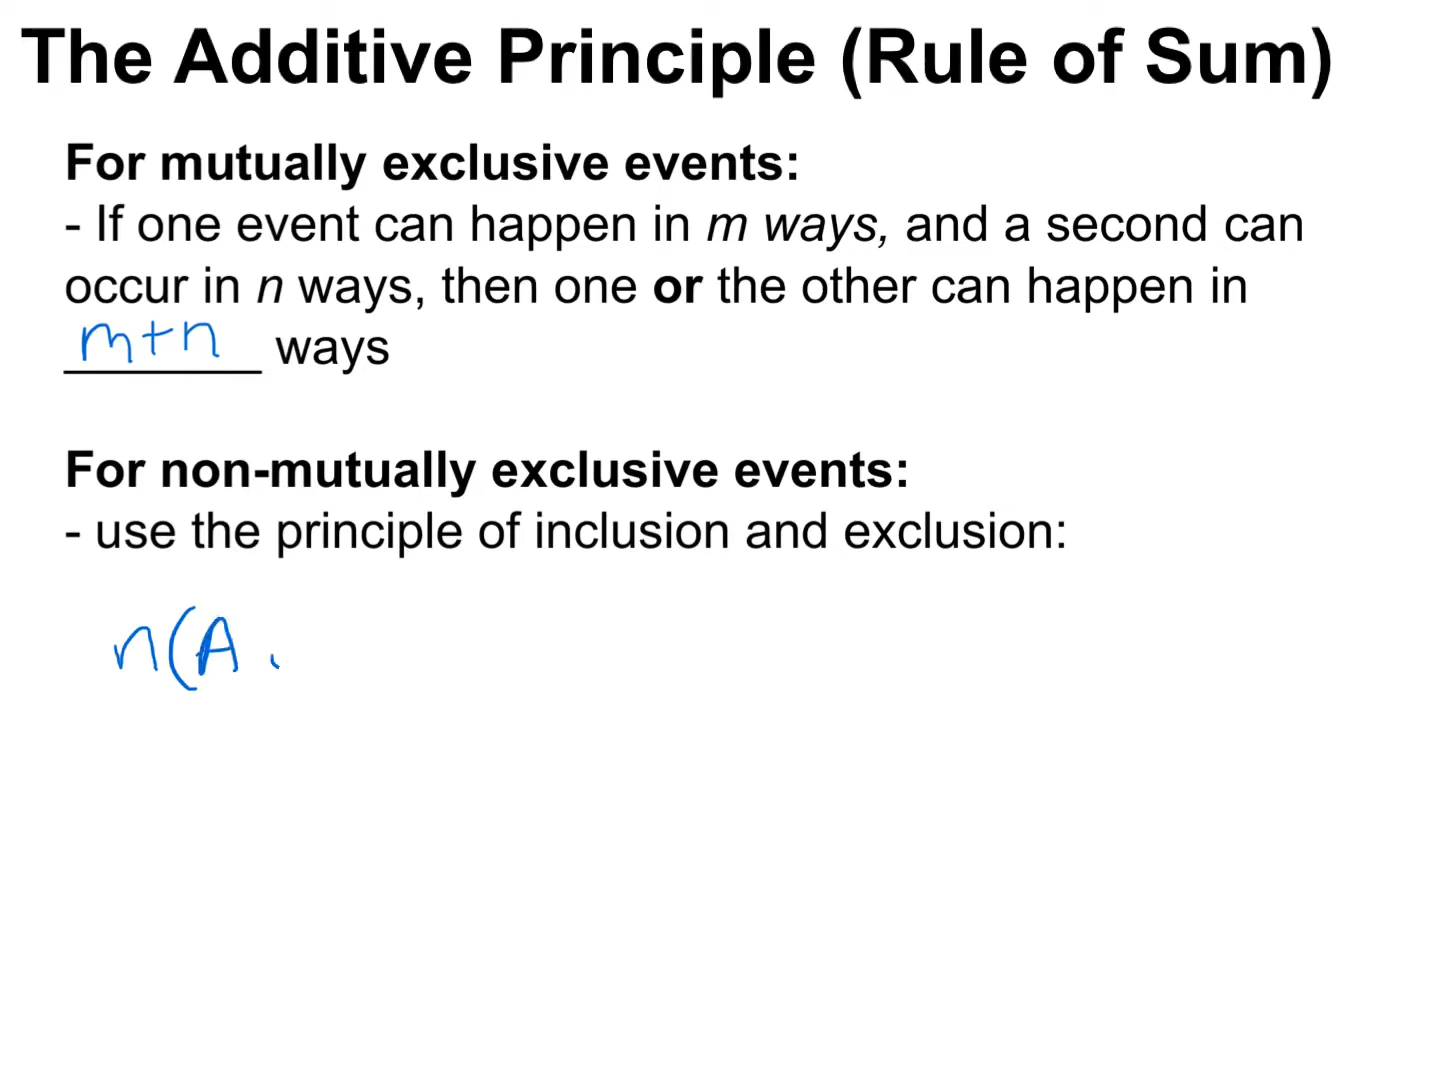 The Additive Principle (Rule of Sum)
For mutually exclusive events:
- If one event can happen in m ways, and a second can
occur in n ways, then one or the other can happen in
m+n ways
For non-mutually exclusive events:
- use the principle of inclusion and exclusion:
n(A